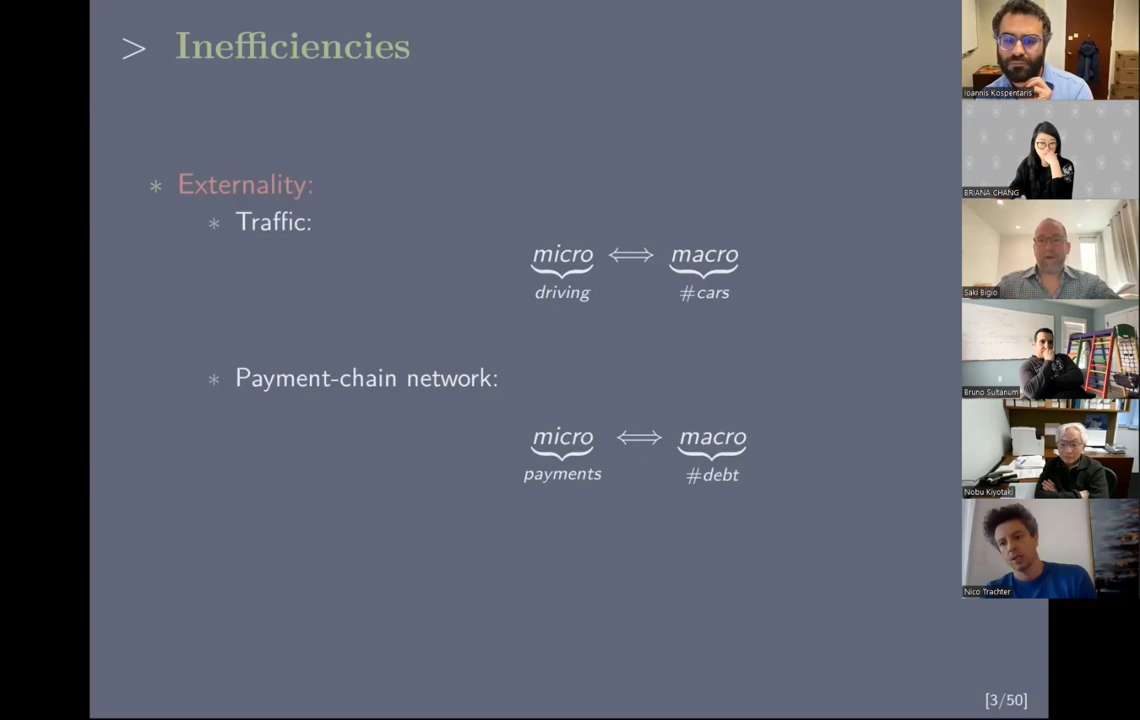 > Inefficiencies
* Externality:
* Traffic:
micro ⟺ macro
driving #cars
* Payment-chain network:
micro ⟺ macro
payments #debt
[3/50]
Ioannis Kospentaris
BRIANA CHANG
Saki Bigio
Bruno Sultanum
Nobu Kiyotaki
Nico Trachter